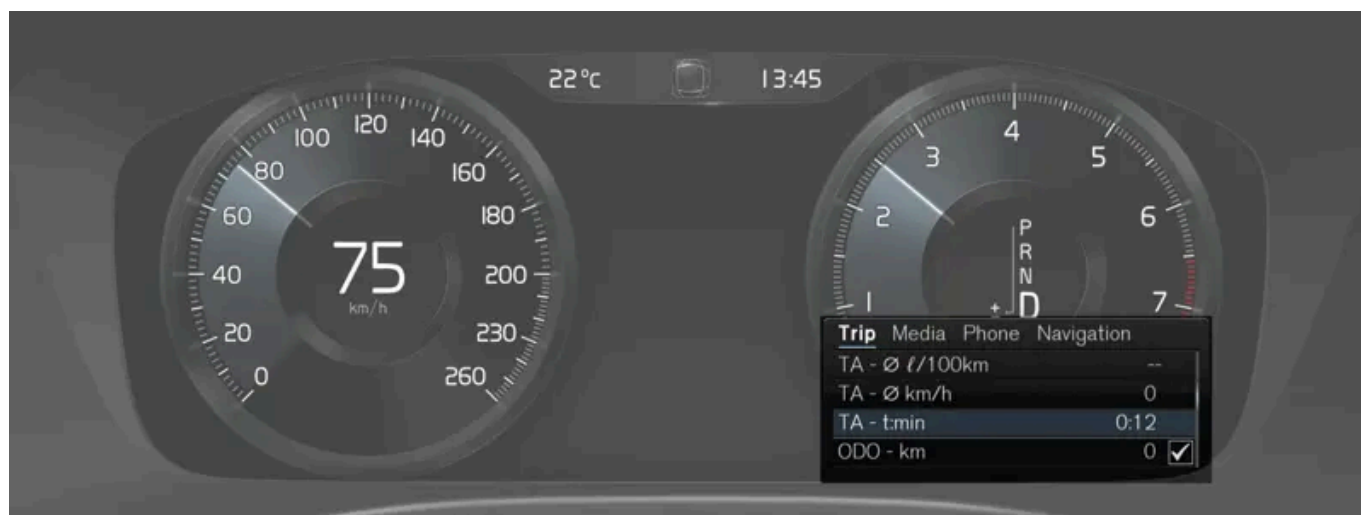 22°C 13:45
0
20
40
60
80
100
120
140
160
180
200
230
260
75
km/h
1
2
3
4
5
6
7
P
R
N
+ D
Trip Media Phone Navigation
TA - Ø ℓ/100km --
TA - Ø km/h 0
TA - t:min 0:12
ODO - km 0